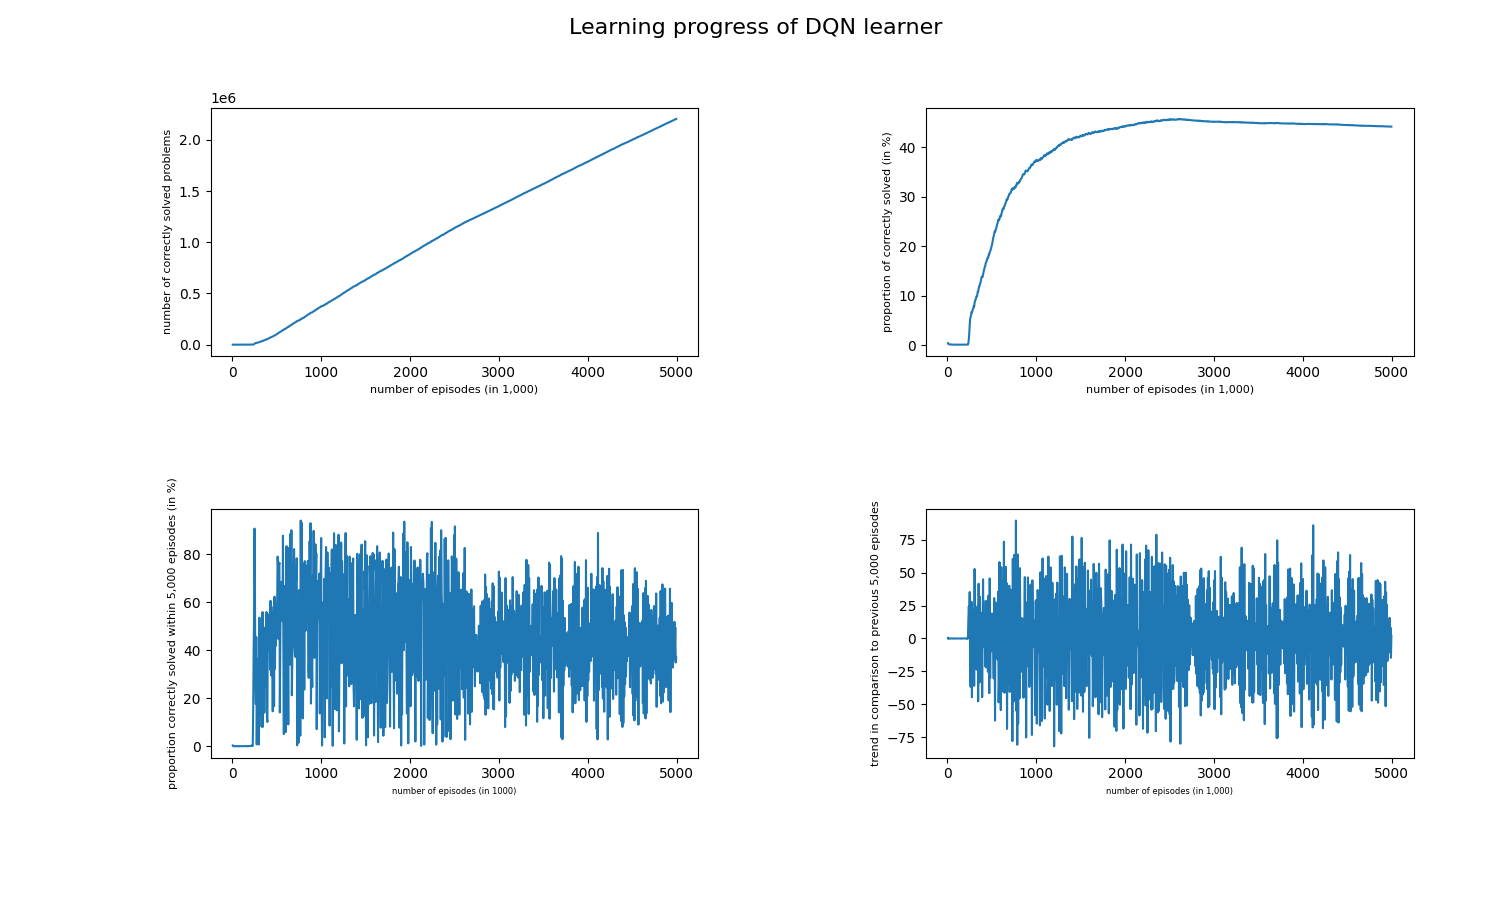 Learning progress of DQN learner
1e6
number of correctly solved problems
2.0
1.5
1.0
0.5
0.0
0 1000 2000 3000 4000 5000
number of episodes (in 1,000)
proportion of correctly solved (in %)
40
30
20
10
0
0 1000 2000 3000 4000 5000
number of episodes (in 1,000)
proportion correctly solved within 5,000 episodes (in %)
80
60
40
20
0
0 1000 2000 3000 4000 5000
number of episodes (in 1000)
trend in comparison to previous 5,000 episodes
75
50
25
0
−25
−50
−75
0 1000 2000 3000 4000 5000
number of episodes (in 1,000)